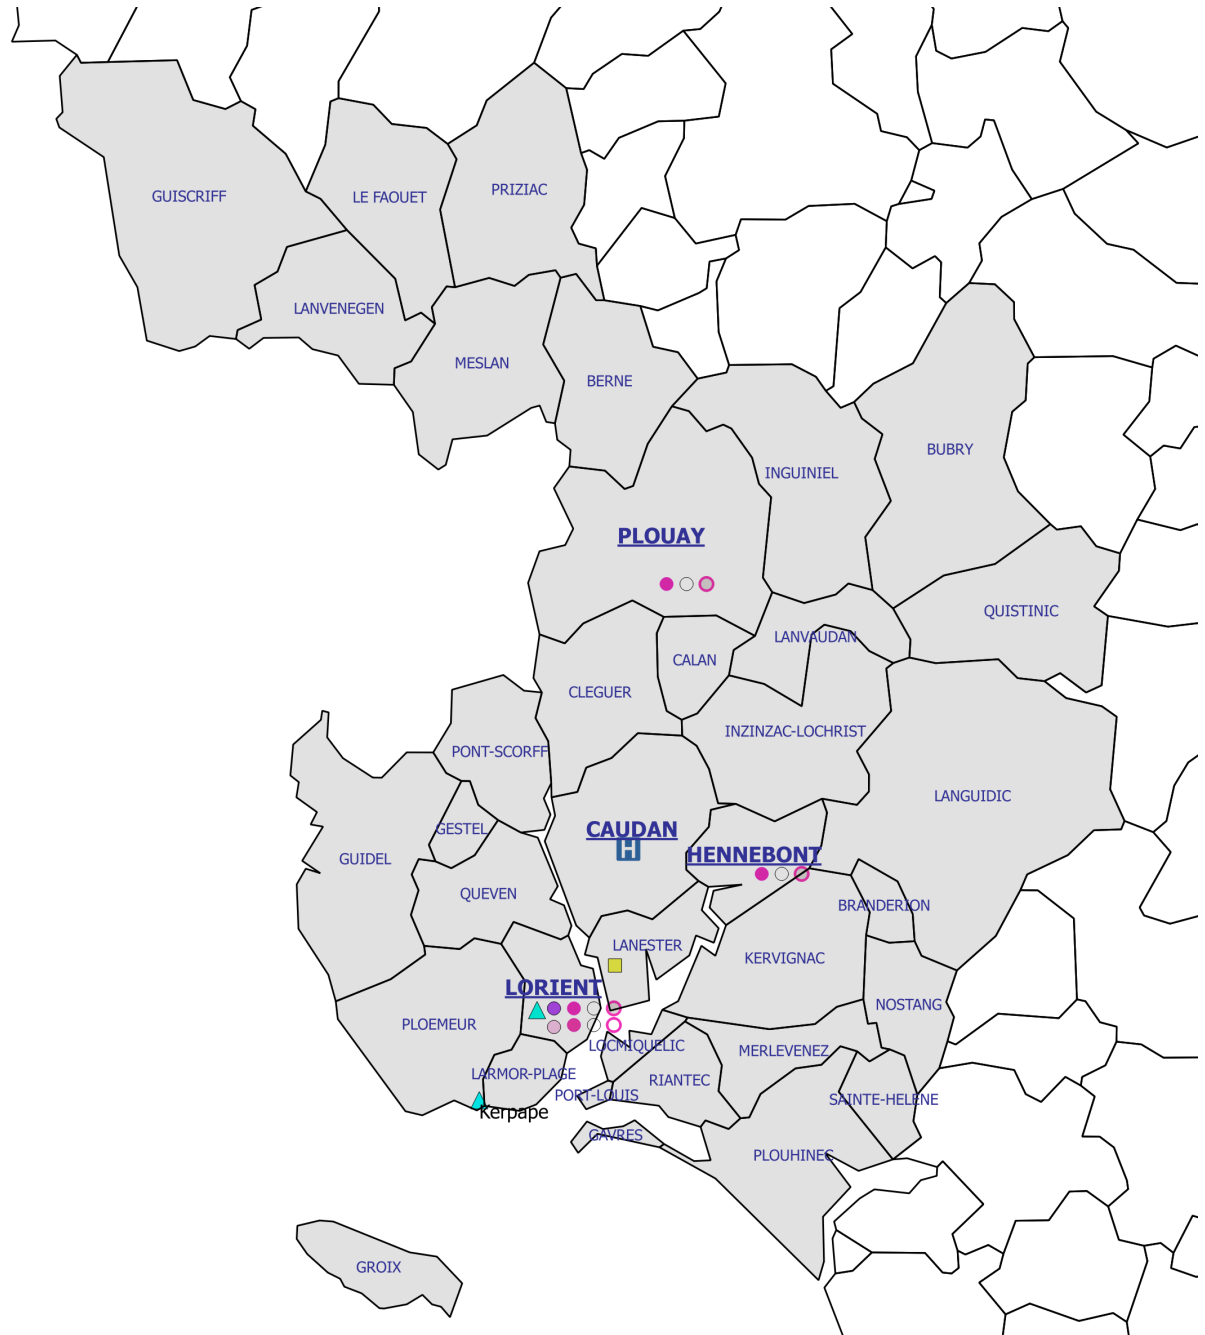 PRIZIAC
GUISCRIFF
LE FAOUET
LANVENEGEN
MESLAN
BERNE
BUBRY
INGUINIEL
PLOUAY
QUISTINIC
LANVAUDAN
CALAN
CLEGUER
INZINZAC-LOCHRIST
PONT-SCORFF
LANGUIDIC
GESTEL
CAUDAN
H
HENNEBONT
GUIDEL
QUEVEN
BRANDERION
LANESTER
KERVIGNAC
LORIENT
NOSTANG
PLOEMEUR
LOCMIQUELIC
MERLEVENEZ
LARMOR-PLAGE
RIANTEC
PORT-LOUIS
SAINTE-HELENE
Kerpape
GAVRES
PLOUHINEC
GROIX